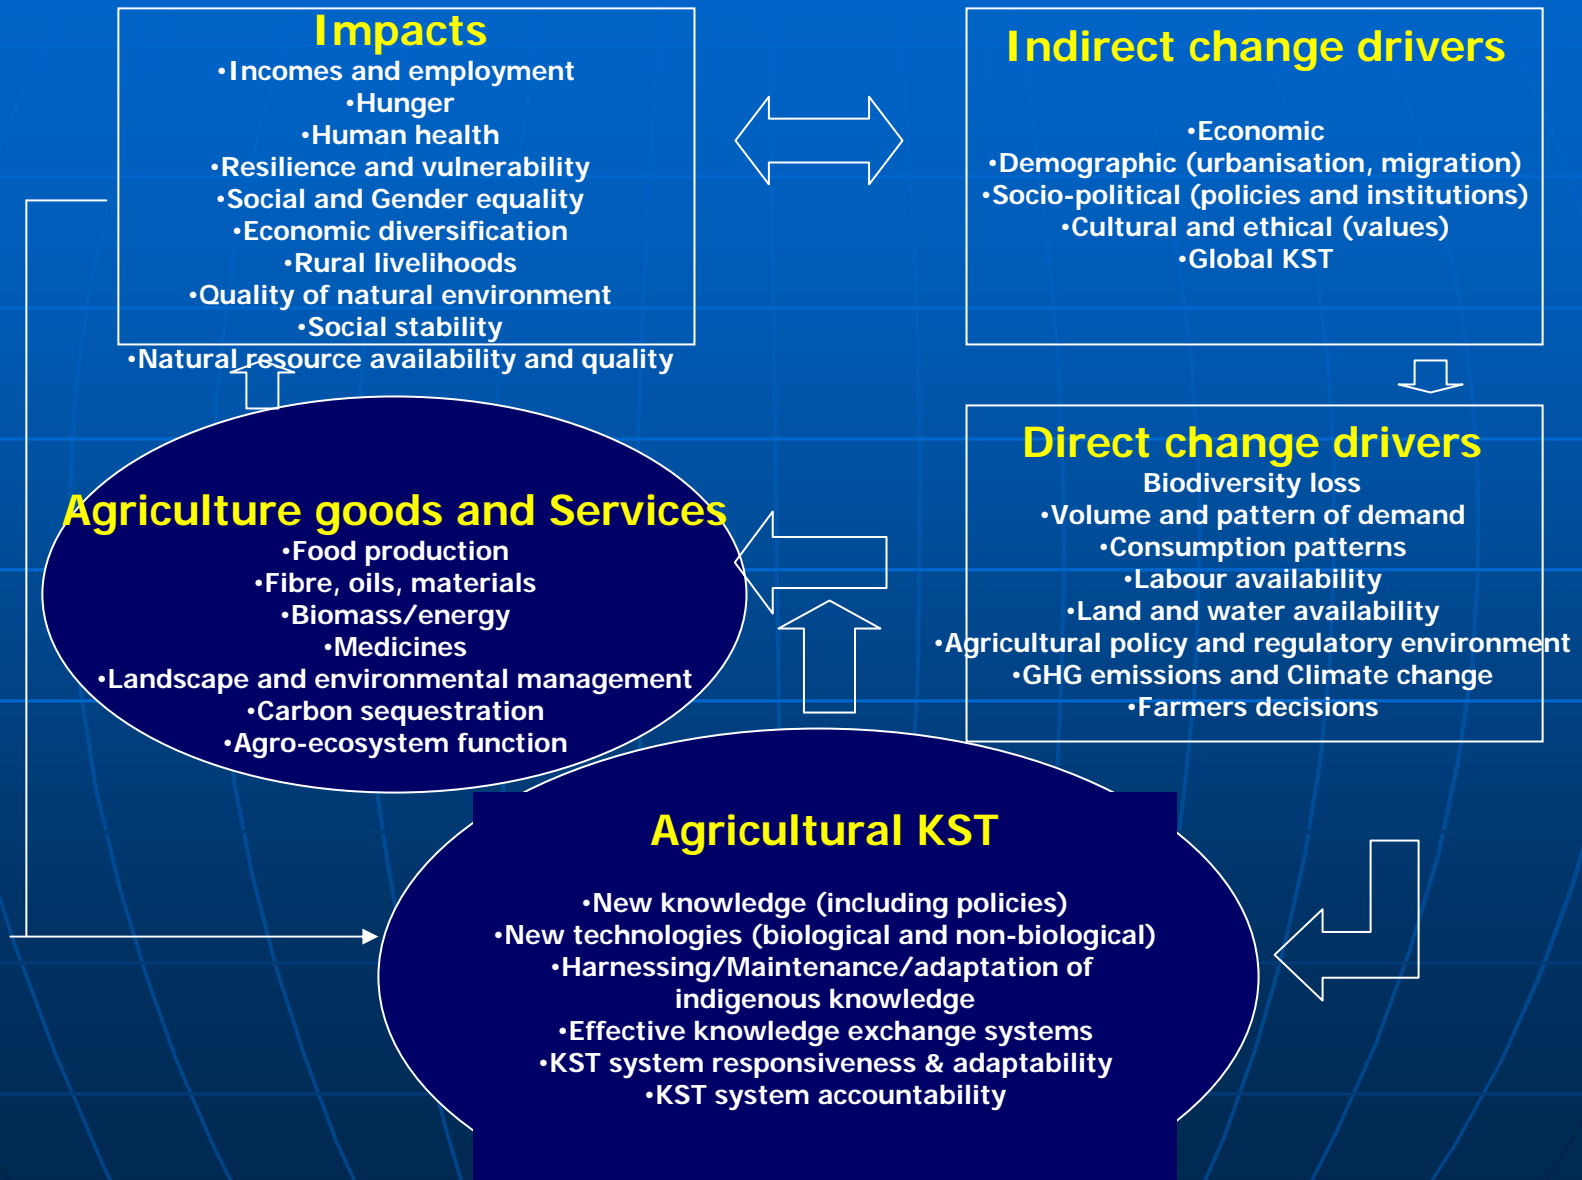 Impacts
•Incomes and employment
•Hunger
•Human health
•Resilience and vulnerability
•Social and Gender equality
•Economic diversification
•Rural livelihoods
•Quality of natural environment
•Social stability
•Natural resource availability and quality
Indirect change drivers
•Economic
•Demographic (urbanisation, migration)
•Socio-political (policies and institutions)
•Cultural and ethical (values)
•Global KST
Agriculture goods and Services
•Food production
•Fibre, oils, materials
•Biomass/energy
•Medicines
•Landscape and environmental management
•Carbon sequestration
•Agro-ecosystem function
Direct change drivers
Biodiversity loss
•Volume and pattern of demand
•Consumption patterns
•Labour availability
•Land and water availability
•Agricultural policy and regulatory environment
•GHG emissions and Climate change
•Farmers decisions
Agricultural KST
•New knowledge (including policies)
•New technologies (biological and non-biological)
•Harnessing/Maintenance/adaptation of
indigenous knowledge
•Effective knowledge exchange systems
•KST system responsiveness & adaptability
•KST system accountability